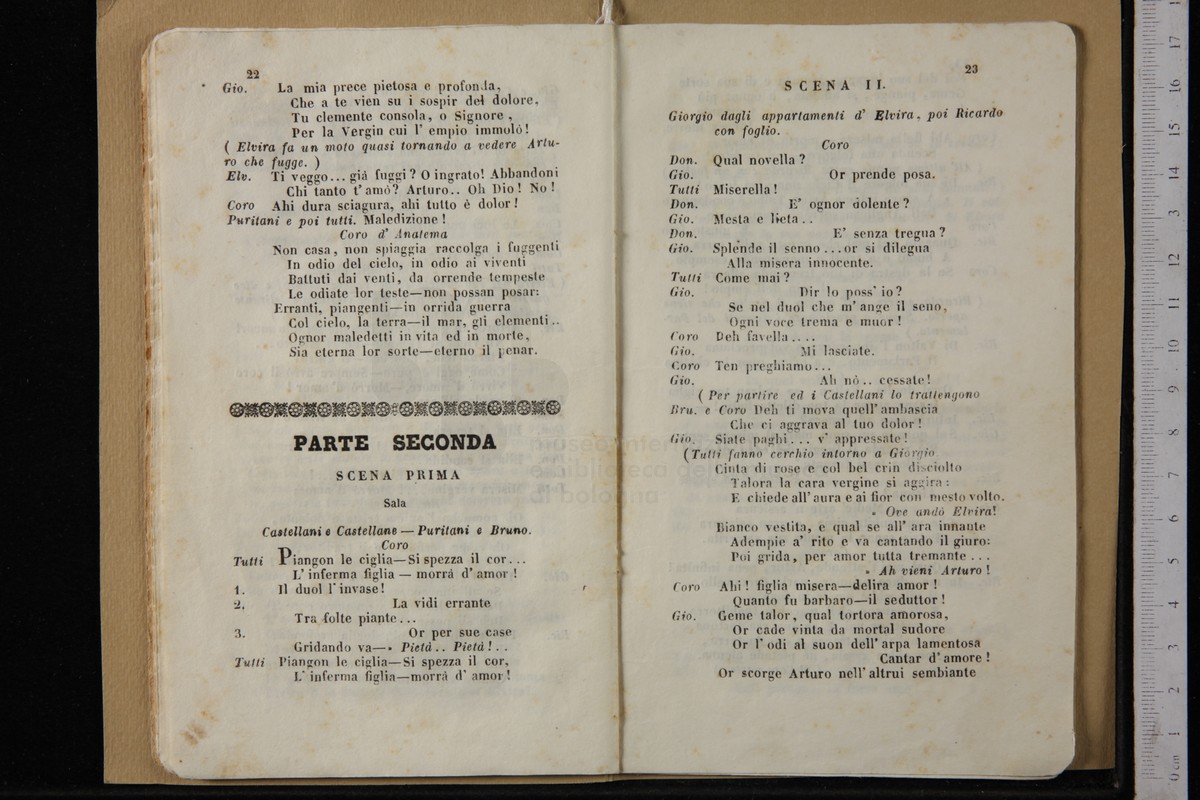 22
Gio. La mia prece pietosa e profonda,
Che a te vien su i sospir del dolore.
Tu clemente consola, o Signore,
Per la Vergin cui l' empio immolò!
( Elvira fa un moto quasi tornando a vedere Artu-
ro che fugge. )
Elv. Ti veggo... già fuggi? O ingrato! Abbandoni
Chi tanto t' amò? Arturo.. Oh Dio! No!
Coro Ahi dura sciagura, ahi tutto è dolor!
Puritani e poi tutti. Maledizione!
Coro d' Anatema
Non casa, non spiaggia raccolga i fuggenti
In odio del cielo, in odio ai viventi
Battuti dai venti, da orrende tempeste
Le odiate lor teste—non possan posar:
Erranti, piangenti—in orrida guerra
Col cielo, la terra—il mar, gli elementi..
Ognor maledetti in vita ed in morte,
Sia eterna lor sorte—eterno il penar.
PARTE SECONDA
SCENA PRIMA
Sala
Castellani e Castellane — Puritani e Bruno.
Coro
Tutti Piangon le ciglia—Si spezza il cor...
L' inferma figlia — morrà d' amor!
1. Il duol l' invase!
2. La vidi errante
Tra folte piante...
3. Or per sue case
Gridando va—» Pietà.. Pietà!..
Tutti Piangon le ciglia—Si spezza il cor,
L' inferma figlia—morrà d' amor!
23
SCENA II.
Giorgio dagli appartamenti d' Elvira, poi Ricardo
con foglio.
Coro
Don. Qual novella?
Gio. Or prende posa.
Tutti Miserella!
Don. E' ognor dolente?
Gio. Mesta e lieta..
Don. E' senza tregua?
Gio. Splende il senno...or si dilegua
Alla misera innocente.
Tutti Come mai?
Gio. Dir lo poss' io?
Se nel duol che m' ange il seno,
Ogni voce trema e muor!
Coro Deh favella....
Gio. Mi lasciate.
Coro Ten preghiamo...
Gio. Ah nò.. cessate!
( Per partire ed i Castellani lo trattengono
Bru. e Coro Deh ti mova quell' ambascia
Che ci aggrava al tuo dolor!
Gio. Siate paghi... v' appressate!
(Tutti fanno cerchio intorno a Giorgio
Cinta di rose e col bel crin disciolto
Talora la cara vergine si aggira:
E chiede all' aura e ai fior con mesto volto.
» Ove andò Elvira!
Bianco vestita, e qual se all' ara innante
Adempie a' rito e va cantando il giuro:
Poi grida, per amor tutta tremante...
» Ah vieni Arturo!
Coro Ahi! figlia misera—delira amor!
Quanto fu barbaro—il seduttor!
Gio. Geme talor, qual tortora amorosa,
Or cade vinta da mortal sudore
Or l' odi al suon dell' arpa lamentosa
Cantar d' amore!
Or scorge Arturo nell' altrui sembiante